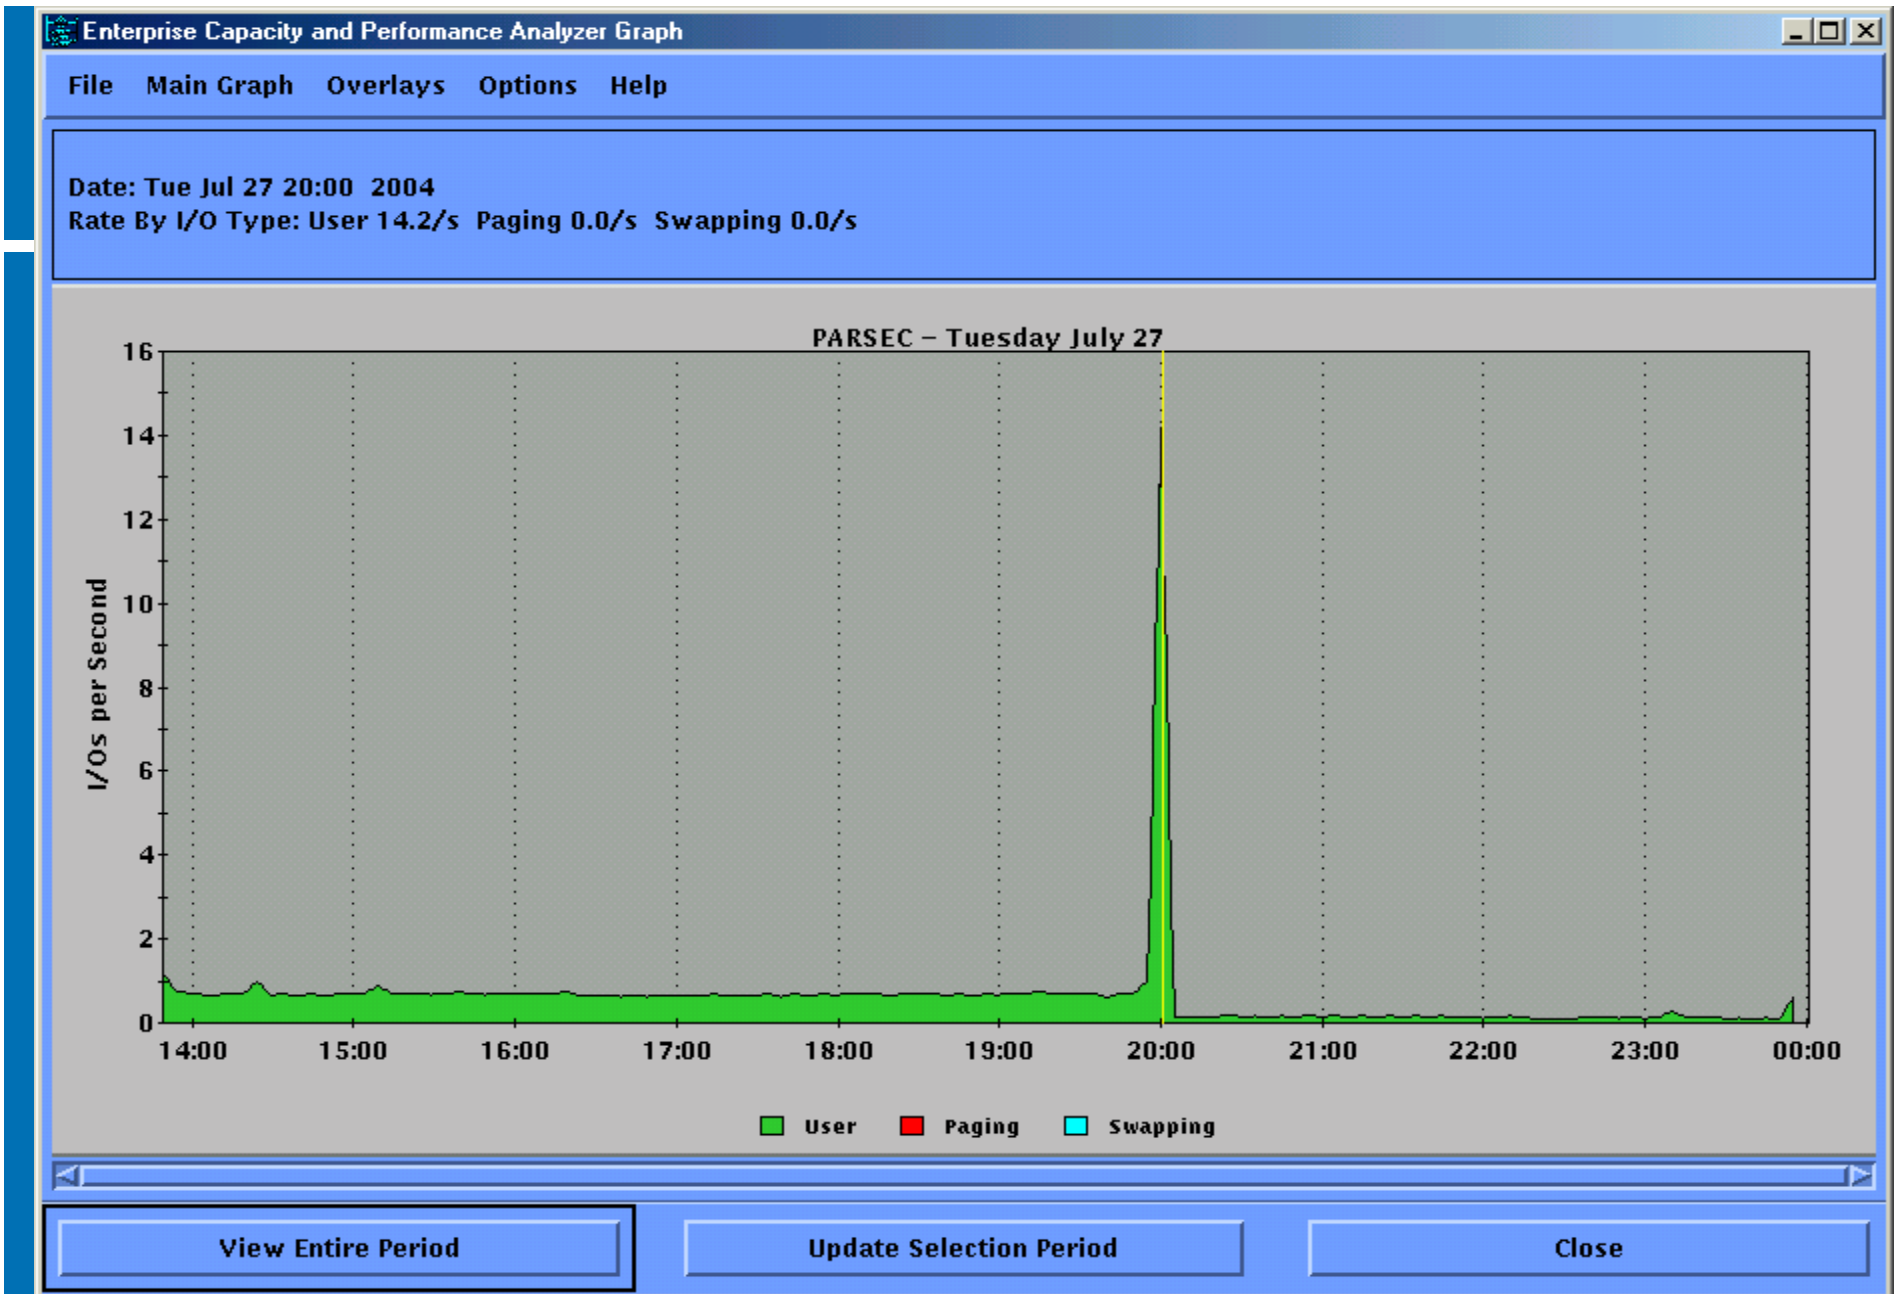 Enterprise Capacity and Performance Analyzer Graph
File Main Graph Overlays Options Help
Date: Tue Jul 27 20:00 2004
Rate By I/O Type: User 14.2/s Paging 0.0/s Swapping 0.0/s
PARSEC – Tuesday July 27
16
14
12
10
8
6
4
2
0
I/Os per Second
14:00 15:00 16:00 17:00 18:00 19:00 20:00 21:00 22:00 23:00 00:00
User Paging Swapping
View Entire Period Update Selection Period Close